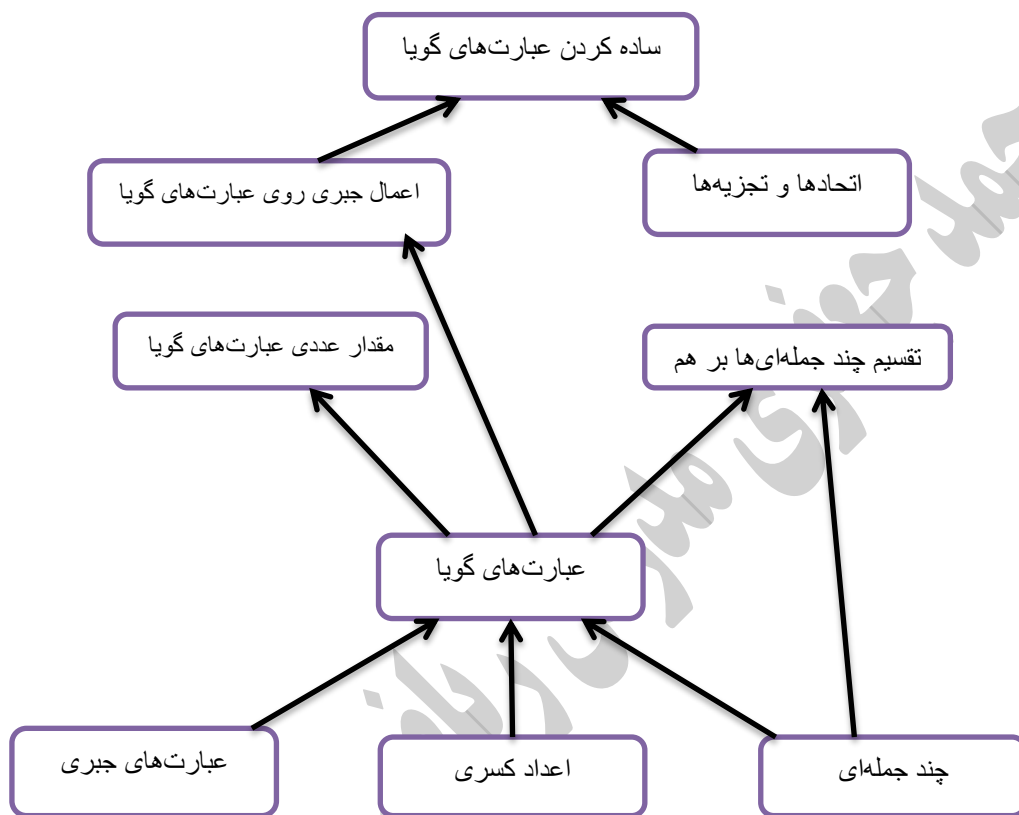 ساده کردن عبارت‌های گویا
اتحادها و تجزیه‌ها
اعمال جبری روی عبارت‌های گویا
تقسیم چند جمله‌ای‌ها بر هم
مقدار عددی عبارت‌های گویا
عبارت‌های گویا
چند جمله‌ای
اعداد کسری
عبارت‌های جبری